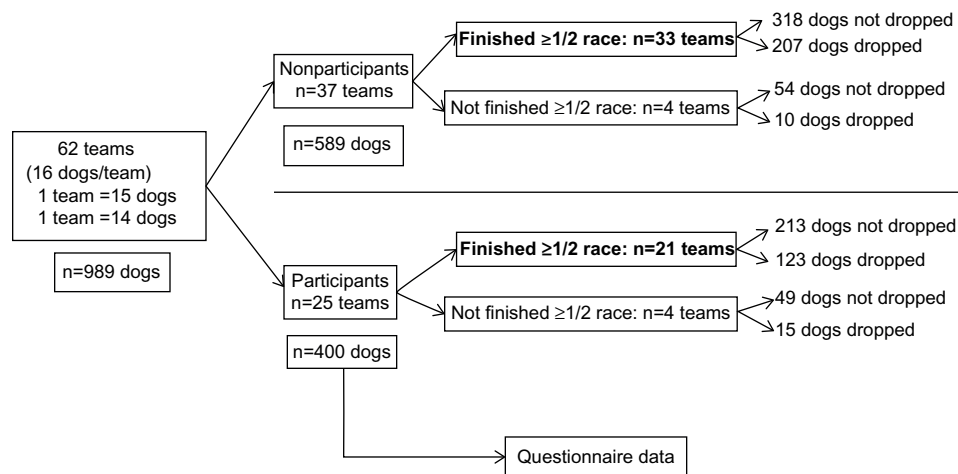 62 teams
(16 dogs/team)
1 team =15 dogs
1 team =14 dogs
n=989 dogs
Nonparticipants
n=37 teams
n=589 dogs
Finished ≥1/2 race: n=33 teams
318 dogs not dropped
207 dogs dropped
Not finished ≥1/2 race: n=4 teams
54 dogs not dropped
10 dogs dropped
Participants
n=25 teams
n=400 dogs
Finished ≥1/2 race: n=21 teams
213 dogs not dropped
123 dogs dropped
Not finished ≥1/2 race: n=4 teams
49 dogs not dropped
15 dogs dropped
Questionnaire data